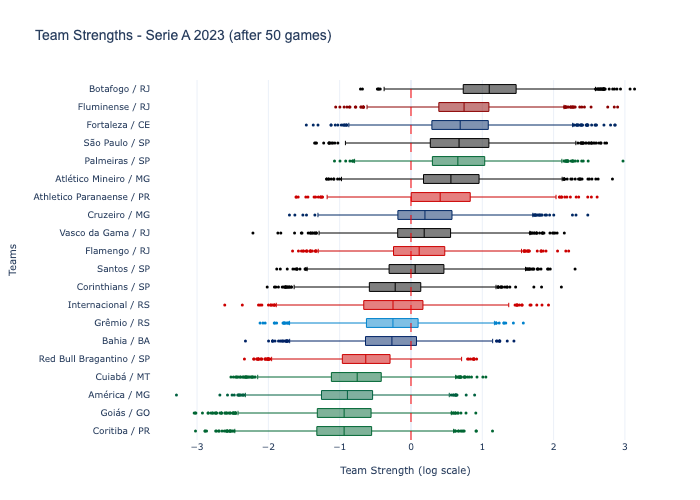 Team Strengths - Serie A 2023 (after 50 games)
Teams
Botafogo / RJ
Fluminense / RJ
Fortaleza / CE
São Paulo / SP
Palmeiras / SP
Atlético Mineiro / MG
Athletico Paranaense / PR
Cruzeiro / MG
Vasco da Gama / RJ
Flamengo / RJ
Santos / SP
Corinthians / SP
Internacional / RS
Grêmio / RS
Bahia / BA
Red Bull Bragantino / SP
Cuiabá / MT
América / MG
Goiás / GO
Coritiba / PR
−3 −2 −1 0 1 2 3
Team Strength (log scale)